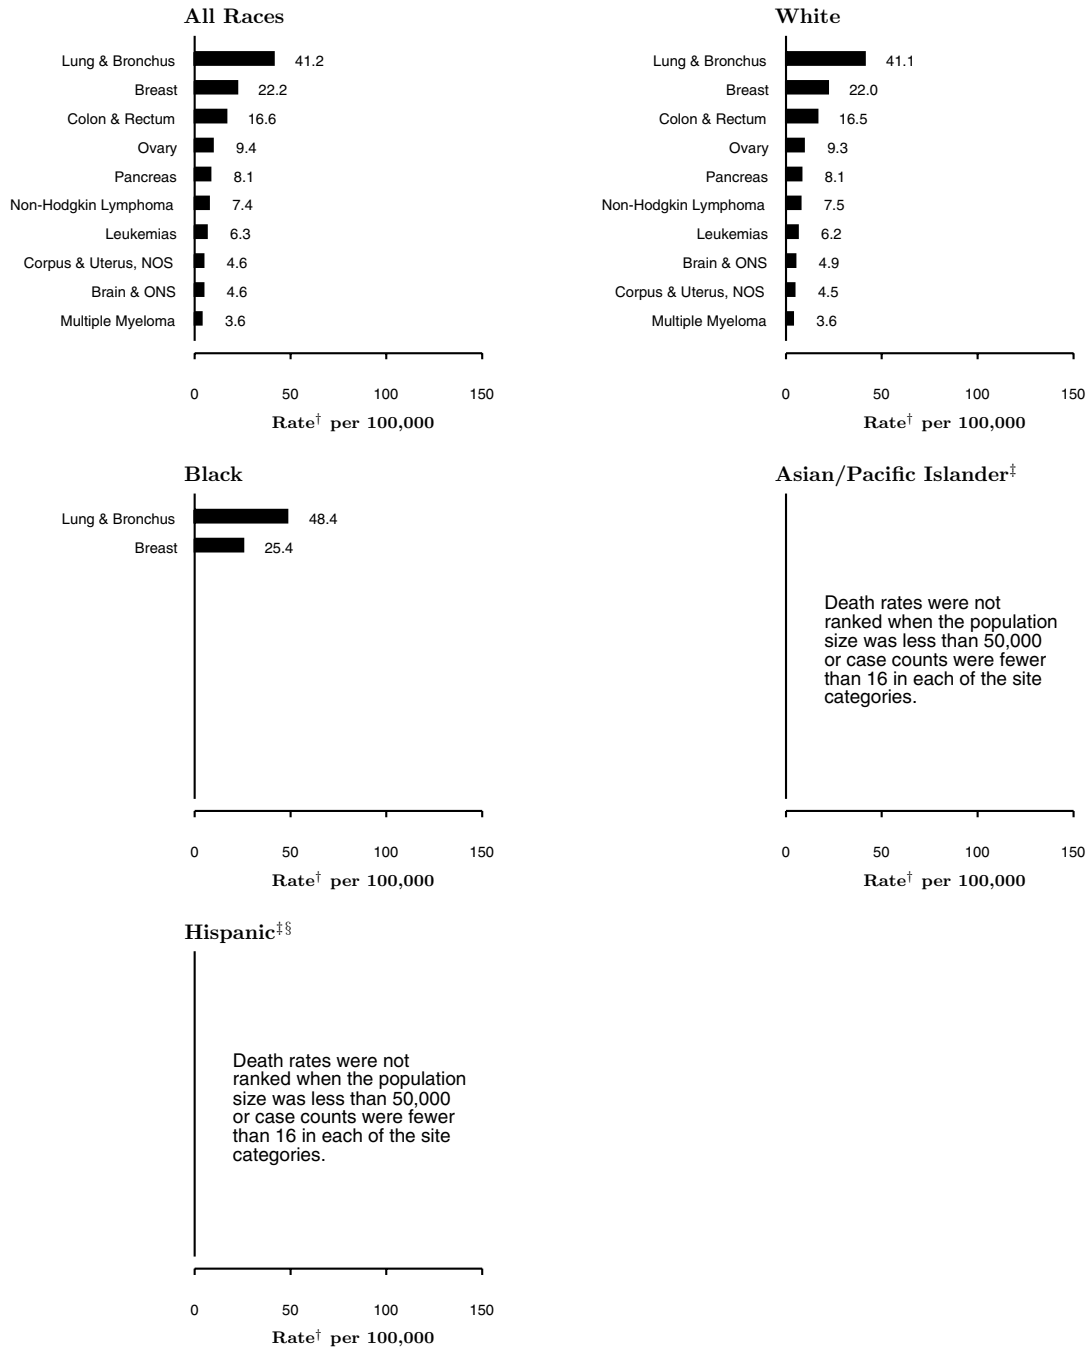 All Races
Lung & Bronchus 41.2
Breast 22.2
Colon & Rectum 16.6
Ovary 9.4
Pancreas 8.1
Non-Hodgkin Lymphoma 7.4
Leukemias 6.3
Corpus & Uterus, NOS 4.6
Brain & ONS 4.6
Multiple Myeloma 3.6
0 50 100 150
Rate† per 100,000
White
Lung & Bronchus 41.1
Breast 22.0
Colon & Rectum 16.5
Ovary 9.3
Pancreas 8.1
Non-Hodgkin Lymphoma 7.5
Leukemias 6.2
Brain & ONS 4.9
Corpus & Uterus, NOS 4.5
Multiple Myeloma 3.6
0 50 100 150
Rate† per 100,000
Black
Lung & Bronchus 48.4
Breast 25.4
0 50 100 150
Rate† per 100,000
Asian/Pacific Islander‡
Death rates were not
ranked when the population
size was less than 50,000
or case counts were fewer
than 16 in each of the site
categories.
0 50 100 150
Rate† per 100,000
Hispanic‡§
Death rates were not
ranked when the population
size was less than 50,000
or case counts were fewer
than 16 in each of the site
categories.
0 50 100 150
Rate† per 100,000